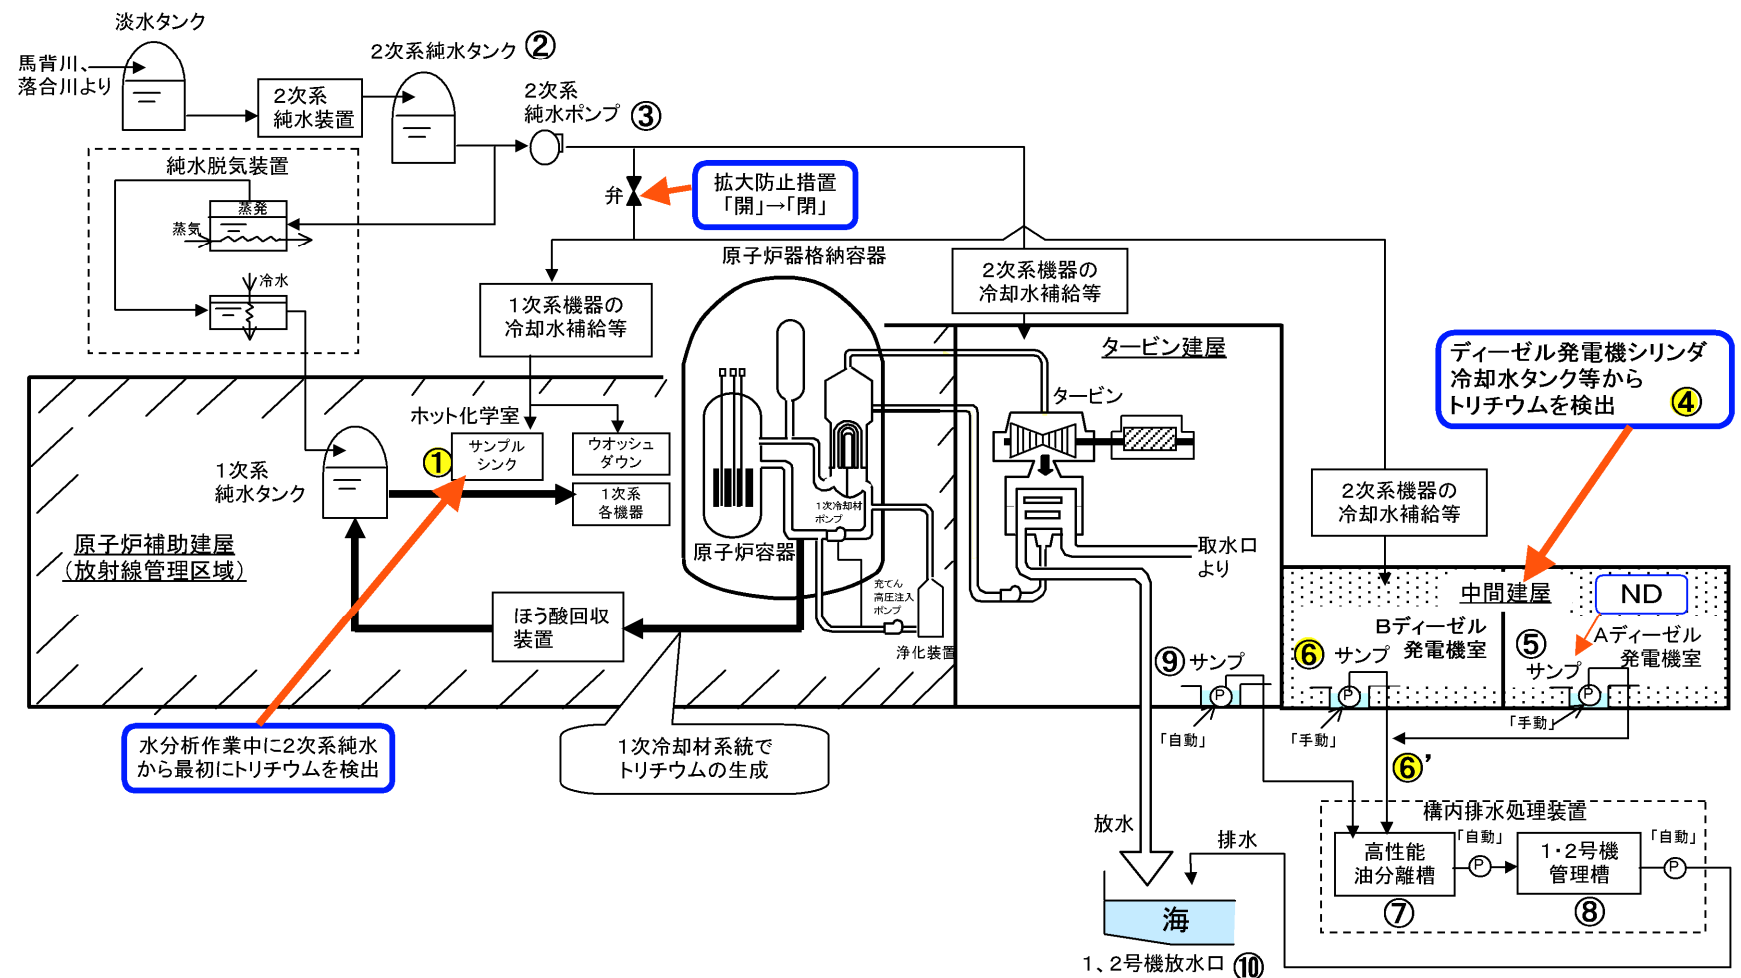 淡水タンク
馬背川、
落合川より
2次系
純水装置
2次系純水タンク ②
2次系
純水ポンプ ③
純水脱気装置
蒸発
蒸気
冷水
弁
拡大防止措置
「開」→「閉」
原子炉器格納容器
1次系機器の
冷却水補給等
2次系機器の
冷却水補給等
タービン建屋
タービン
ディーゼル発電機シリンダ
冷却水タンク等から
トリチウムを検出 ④
ホット化学室
① サンプル
シンク
ウオッシュ
ダウン
1次系
各機器
1次系
純水タンク
原子炉補助建屋
(放射線管理区域)
1次冷却材
ポンプ
原子炉容器
充てん
高圧注入
ポンプ
浄化装置
ほう酸回収
装置
取水口
より
2次系機器の
冷却水補給等
中間建屋
ND
Bディーゼル
発電機室
Aディーゼル
発電機室
⑨ サンプ
P
「自動」
⑥ サンプ
P
「手動」
⑤
サンプ
P
「手動」
⑥’
水分析作業中に2次系純水
から最初にトリチウムを検出
1次冷却材系統で
トリチウムの生成
構内排水処理装置
高性能
油分離槽
⑦
「自動」
P
1・2号機
管理槽
⑧
「自動」
P
放水
排水
海
1、2号機放水口 ⑩